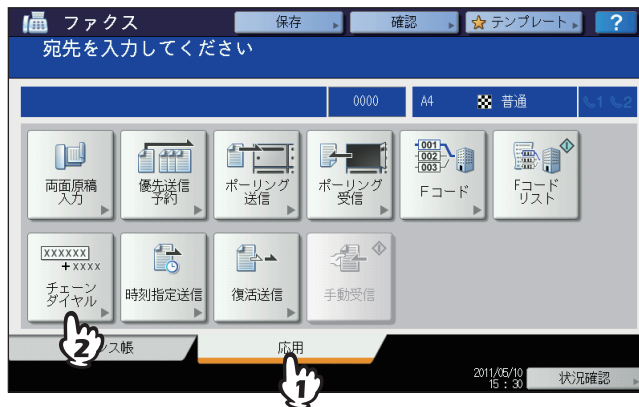 ファクス
保存
確認
テンプレート
?
宛先を入力してください
0000
A4
普通
1
2
両面原稿
入力
優先送信
予約
ポーリング
送信
ポーリング
受信
001
002
003
Fコード
Fコード
リスト
XXXXXX
+XXXX
チェーン
ダイヤル
時刻指定送信
復活送信
手動受信
2
ス帳
応用
1
2011/05/10
15 : 30
状況確認